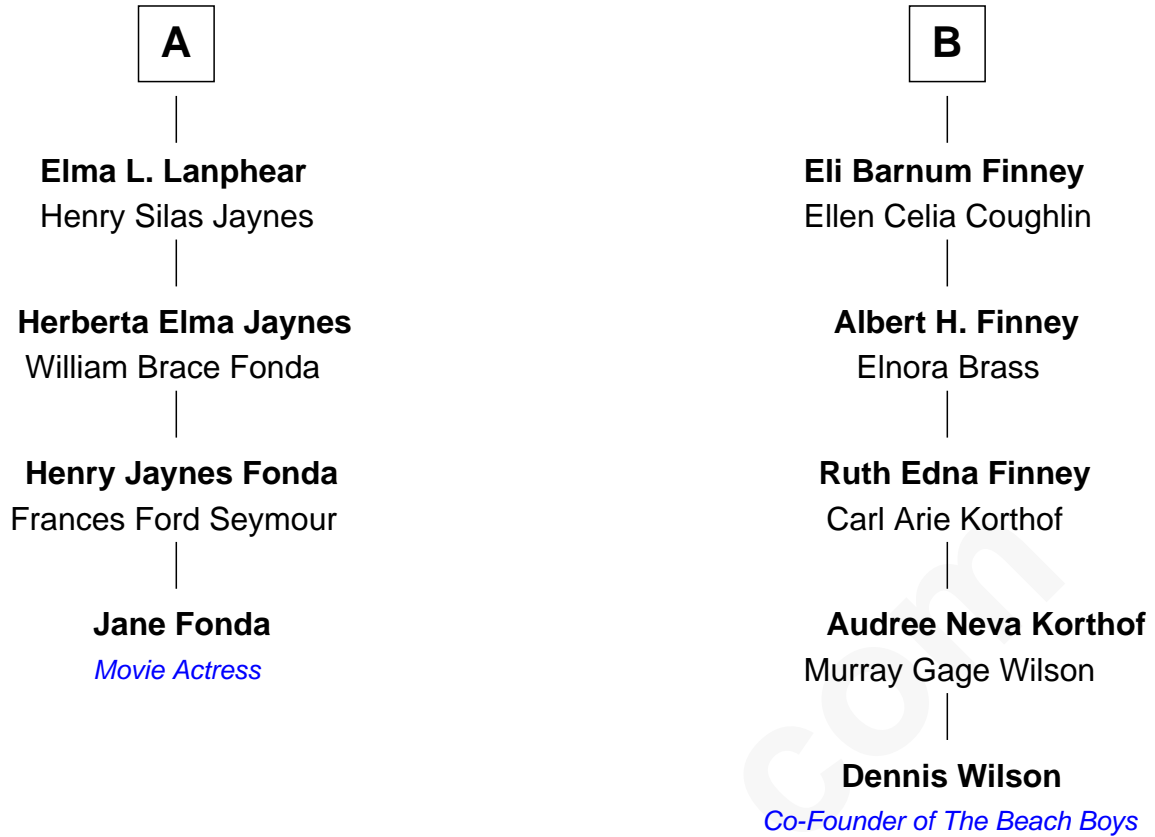 A
Elma L. Lanphear
Henry Silas Jaynes
Herberta Elma Jaynes
William Brace Fonda
Henry Jaynes Fonda
Frances Ford Seymour
Jane Fonda
Movie Actress
B
Eli Barnum Finney
Ellen Celia Coughlin
Albert H. Finney
Elnora Brass
Ruth Edna Finney
Carl Arie Korthof
Audree Neva Korthof
Murray Gage Wilson
Dennis Wilson
Co-Founder of The Beach Boys
com